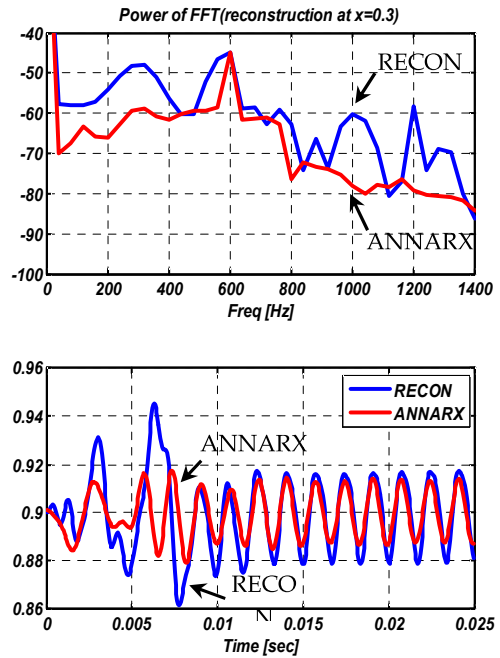 Power of FFT(reconstruction at x=0.3)
-40
-50
-60
-70
-80
-90
-100
RECON
ANNARX
0 200 400 600 800 1000 1200 1400
Freq [Hz]
0.96
0.94
0.92
0.9
0.88
0.86
RECON
ANNARX
ANNARX
RECO
N
0 0.005 0.01 0.015 0.02 0.025
Time [sec]